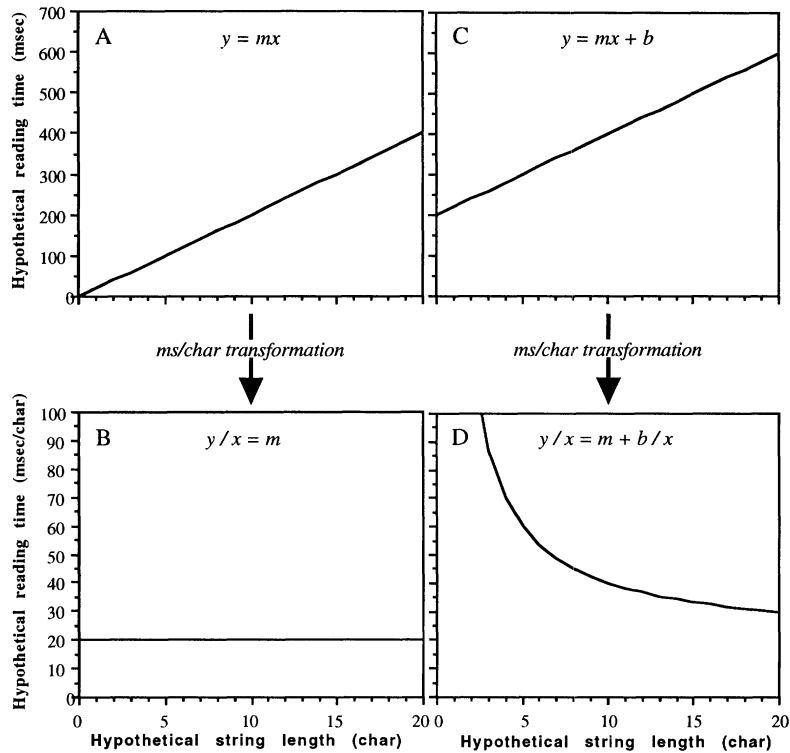 A
y = mx
Hypothetical reading time (msec)
700
600
500
400
300
200
100
0
C
y = mx + b
ms/char transformation
ms/char transformation
B
y / x = m
Hypothetical reading time (msec/char)
100
90
80
70
60
50
40
30
20
10
0
0 5 10 15 20
Hypothetical string length (char)
D
y / x = m + b / x
0 5 10 15 20
Hypothetical string length (char)